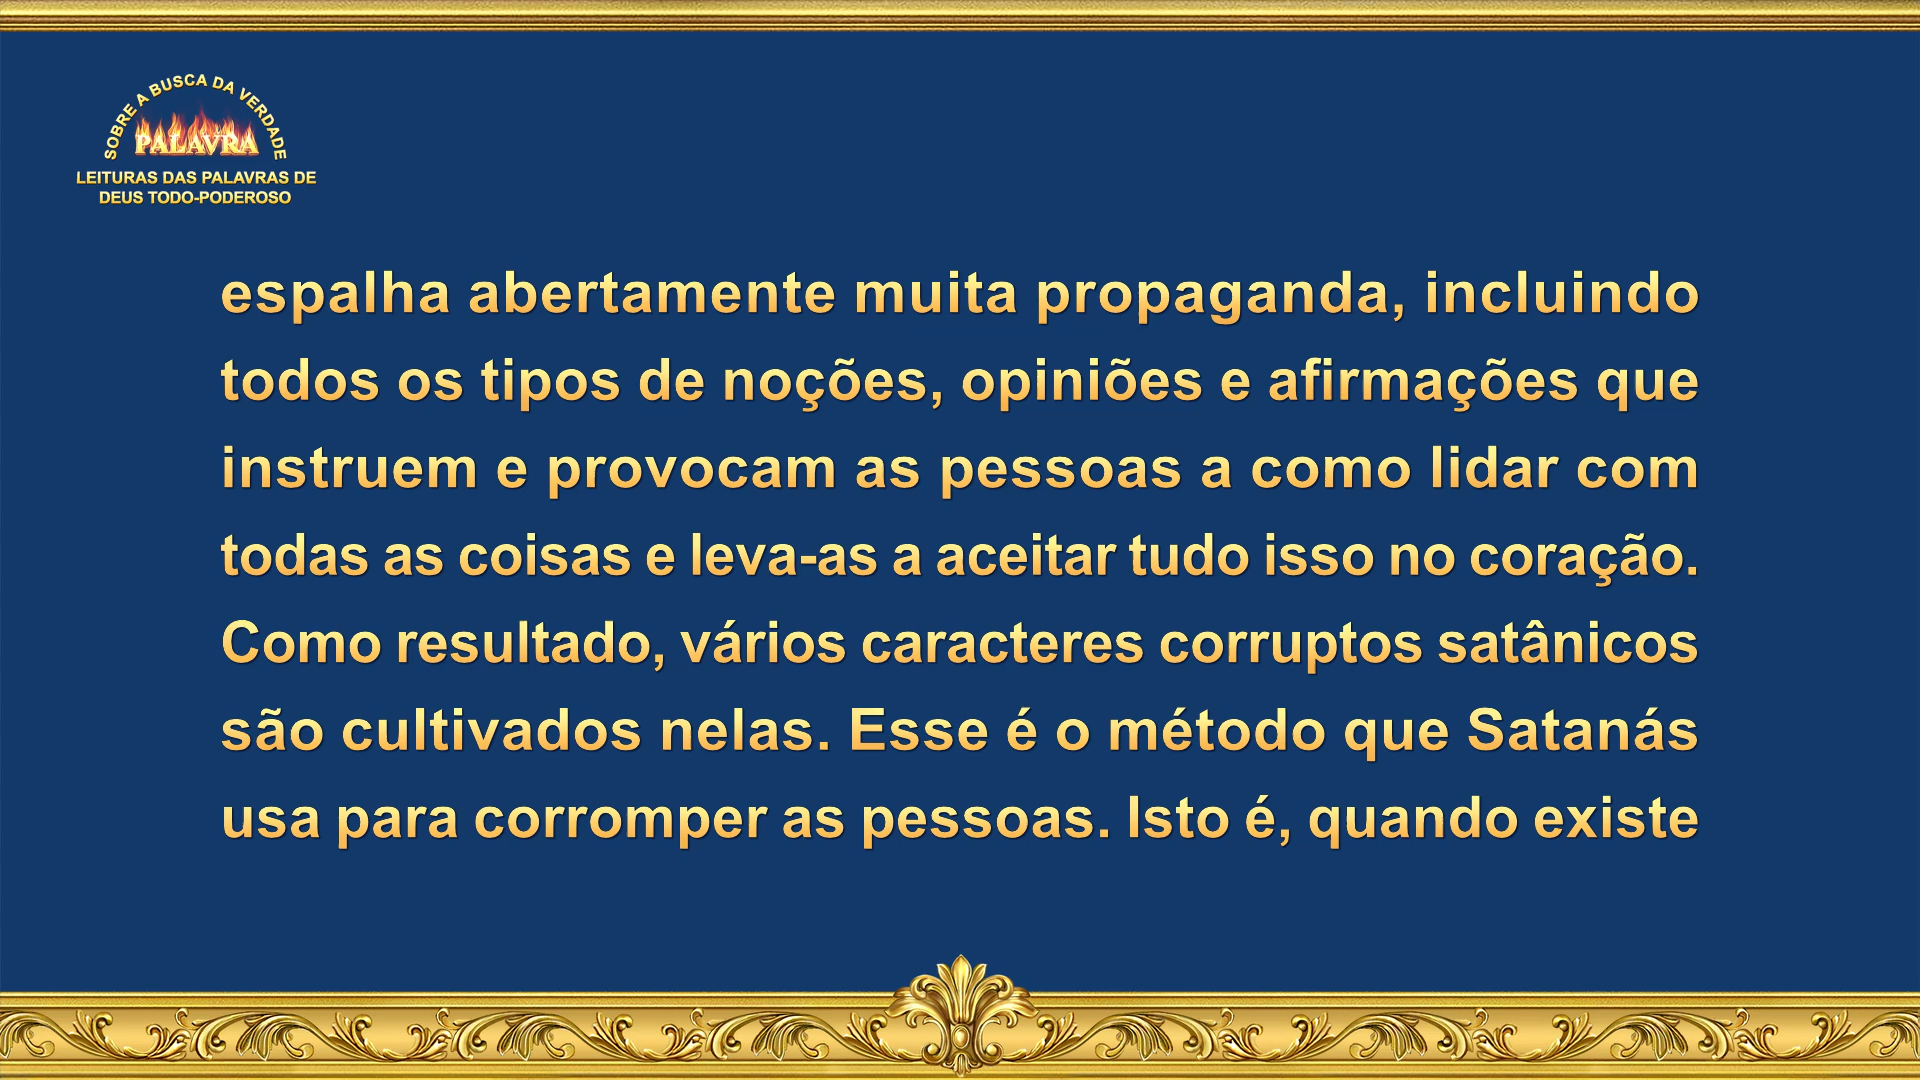 SOBRE A BUSCA DA VERDADE
PALAVRA
LEITURAS DAS PALAVRAS DE
DEUS TODO-PODEROSO
espalha abertamente muita propaganda, incluindo
todos os tipos de noções, opiniões e afirmações que
instruem e provocam as pessoas a como lidar com
todas as coisas e leva-as a aceitar tudo isso no coração.
Como resultado, vários caracteres corruptos satânicos
são cultivados nelas. Esse é o método que Satanás
usa para corromper as pessoas. Isto é, quando existe